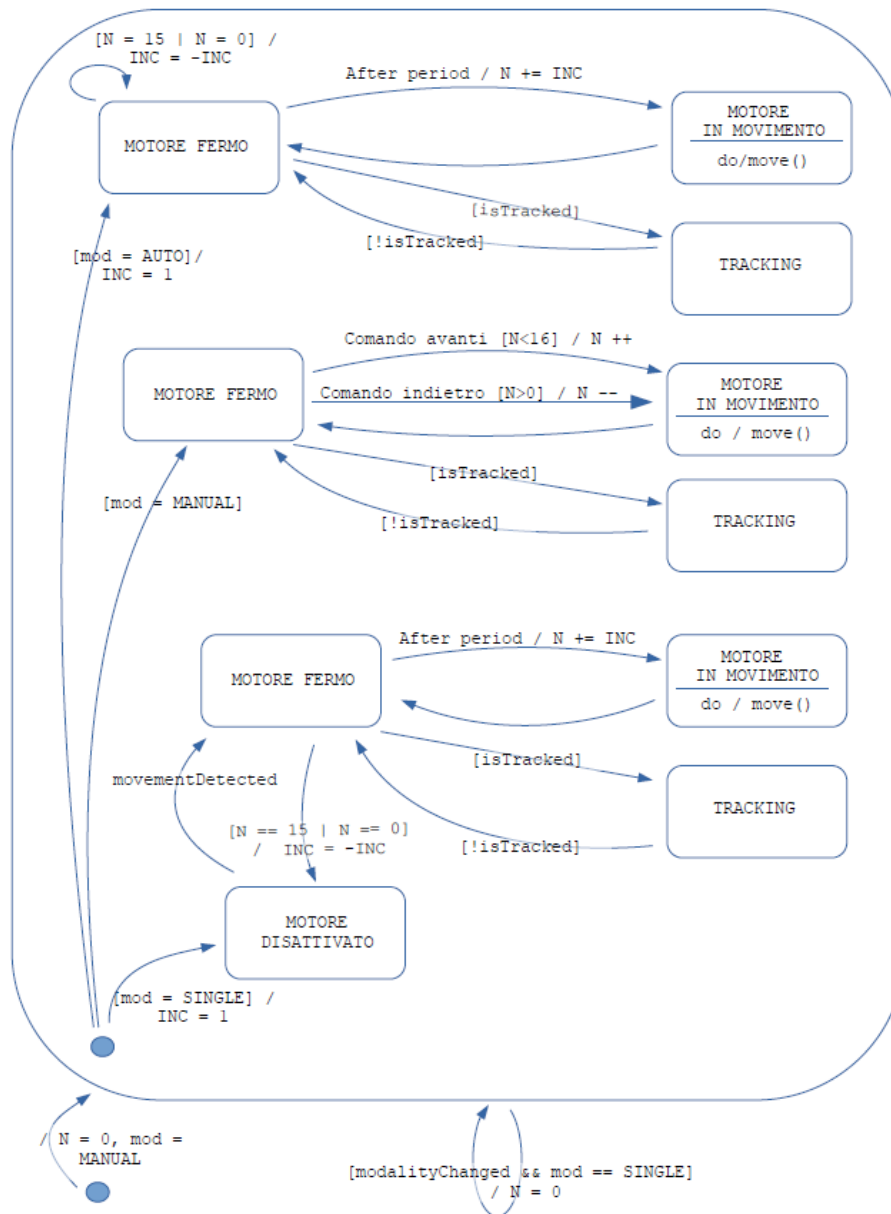 [N = 15 | N = 0] /
INC = -INC
After period / N += INC
MOTORE FERMO
MOTORE
IN MOVIMENTO
do/move()
[isTracked]
[!isTracked]
TRACKING
[mod = AUTO]/
INC = 1
Comando avanti [N<16] / N ++
MOTORE FERMO
Comando indietro [N>0] / N --
MOTORE
IN MOVIMENTO
do / move()
[isTracked]
[!isTracked]
TRACKING
[mod = MANUAL]
After period / N += INC
MOTORE FERMO
MOTORE
IN MOVIMENTO
do / move()
[isTracked]
[!isTracked]
TRACKING
movementDetected
[N == 15 | N == 0]
/ INC = -INC
MOTORE
DISATTIVATO
[mod = SINGLE] /
INC = 1
/ N = 0, mod =
MANUAL
[modalityChanged && mod == SINGLE]
/ N = 0